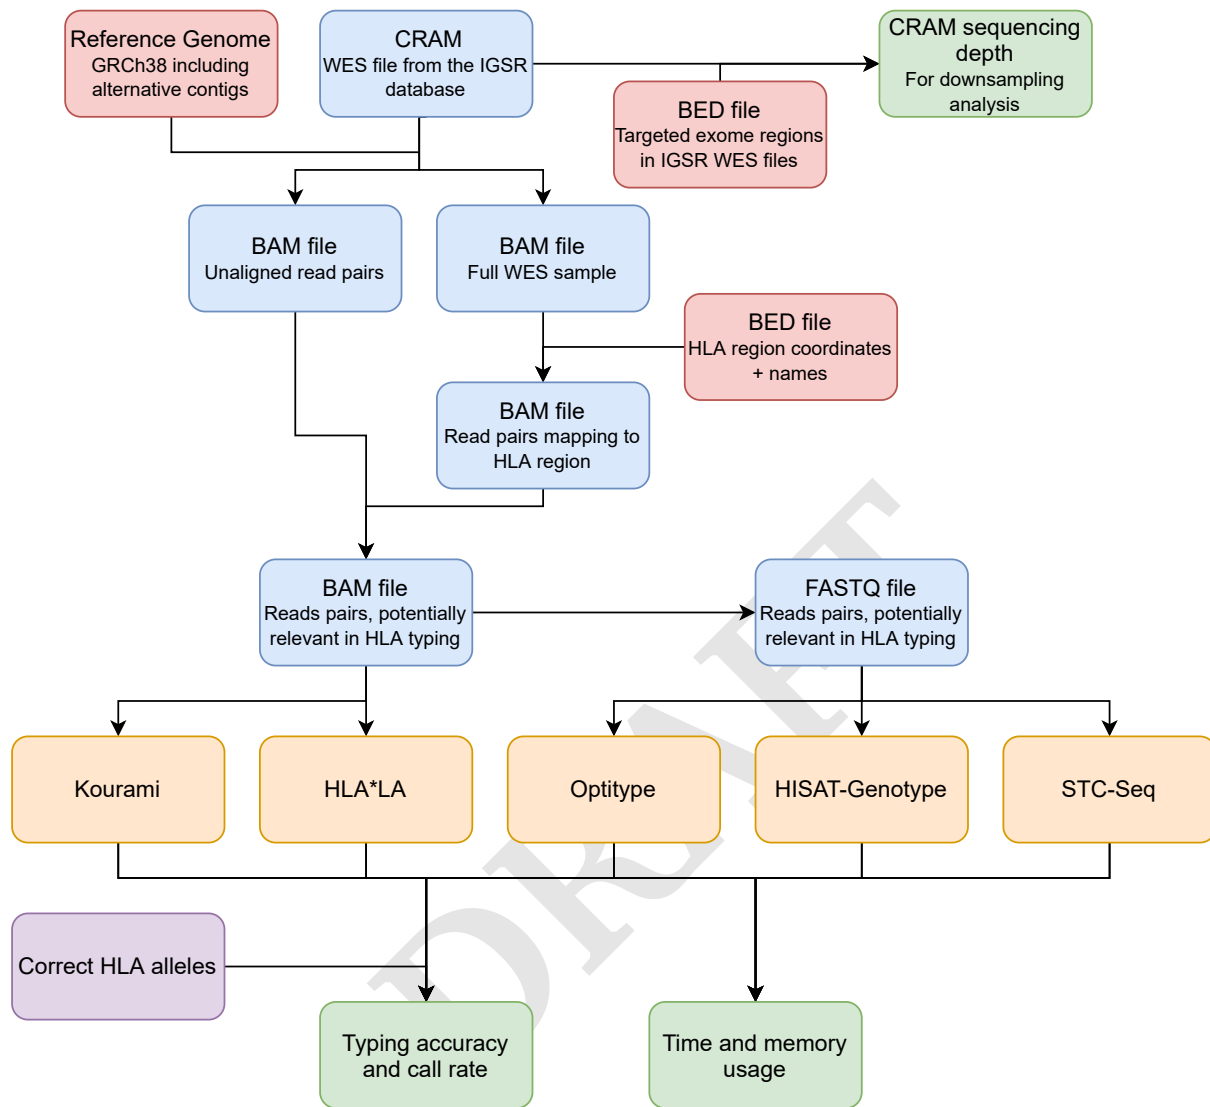 Reference Genome
GRCh38 including
alternative contigs
CRAM
WES file from the IGSR
database
CRAM sequencing
depth
For downsampling
analysis
BED file
Targeted exome regions
in IGSR WES files
BAM file
Unaligned read pairs
BAM file
Full WES sample
BED file
HLA region coordinates
+ names
BAM file
Read pairs mapping to
HLA region
BAM file
Reads pairs, potentially
relevant in HLA typing
FASTQ file
Reads pairs, potentially
relevant in HLA typing
Kourami
HLA*LA
Optitype
HISAT-Genotype
STC-Seq
Correct HLA alleles
Typing accuracy
and call rate
Time and memory
usage
DRAFT